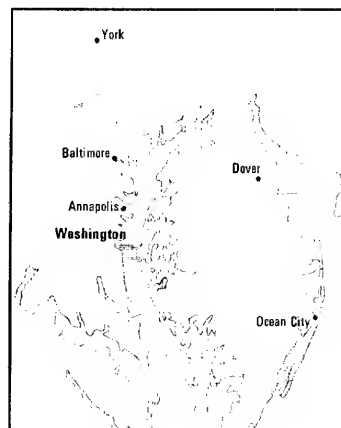 York
Baltimore
Dover
Annapolis
Washington
Ocean City